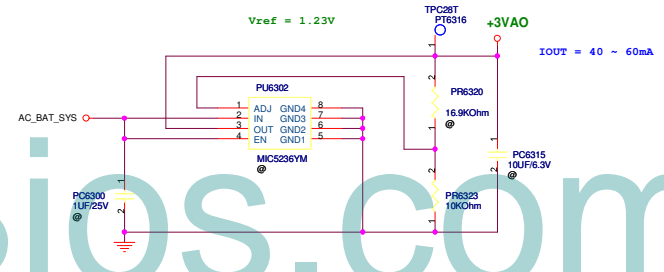 TPC28T
PT6316
Vref = 1.23V
+3VAO
IOUT = 40 ~ 60mA
1
PU6302
2
PR6320
16.9KOhm
@
1
AC_BAT_SYS
1 ADJ GND4 8
2 IN GND3 7
3 OUT GND2 6
4 EN GND1 5
MIC5236YM
@
1
PC6315
10UF/6.3V
@
2
1
PC6300
1UF/25V
@
2
2
PR6323
10KOhm
1
sios.com